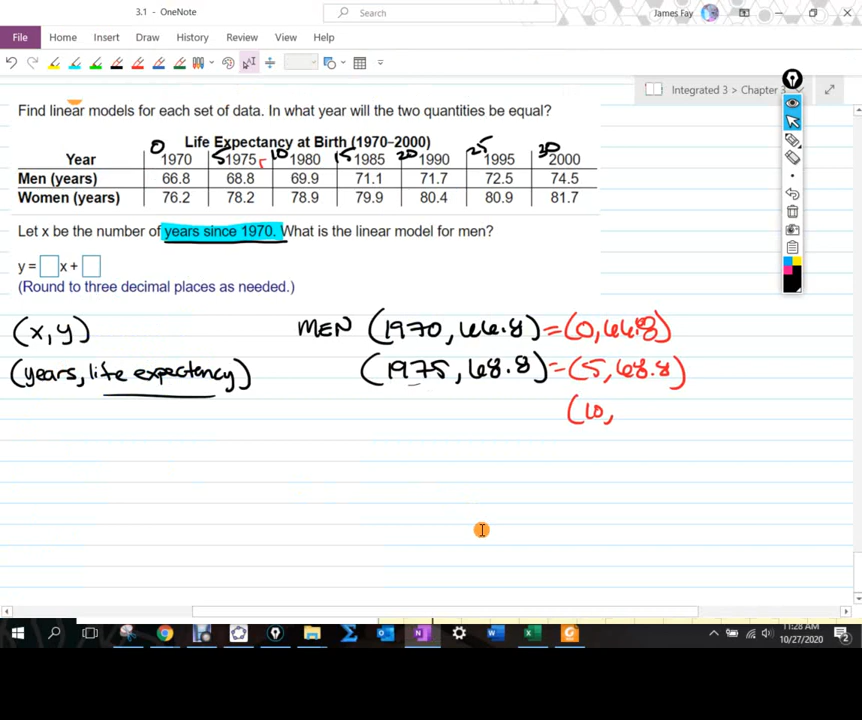 3.1 - OneNote
Search
James Fay
File Home Insert Draw History Review View Help
Integrated 3 > Chapter 3
Find linear models for each set of data. In what year will the two quantities be equal?
Life Expectancy at Birth (1970–2000)
0 5 10 15 20 25 30
Year 1970 1975 1980 1985 1990 1995 2000
Men (years) 66.8 68.8 69.9 71.1 71.7 72.5 74.5
Women (years) 76.2 78.2 78.9 79.9 80.4 80.9 81.7
Let x be the number of years since 1970. What is the linear model for men?
y = x +
(Round to three decimal places as needed.)
(x, y) MEN (1970, 66.8) = (0, 66.8)
(years, life expectency) (1975, 68.8) = (5, 68.8)
(10,
11:28 AM
10/27/2020
2